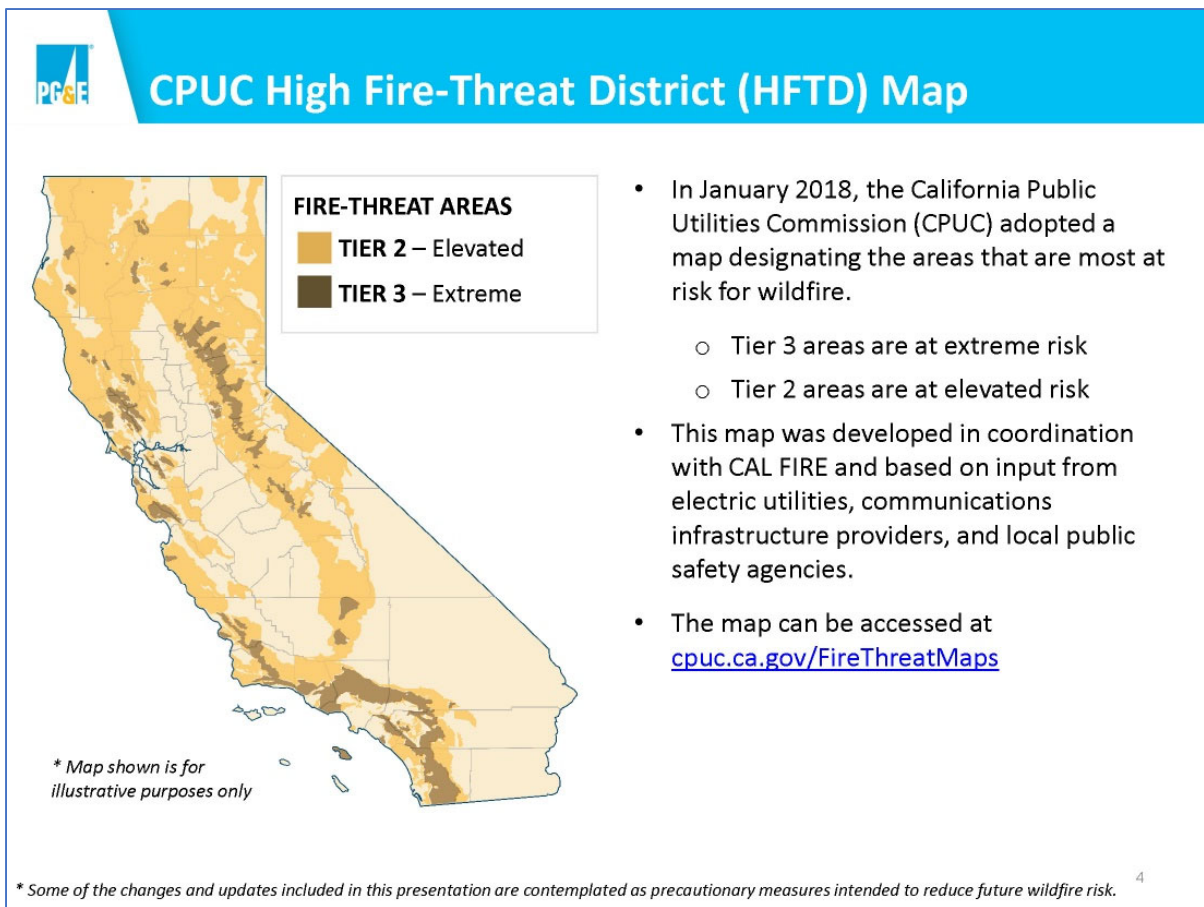 PG&E
CPUC High Fire-Threat District (HFTD) Map
FIRE-THREAT AREAS
TIER 2 – Elevated
TIER 3 – Extreme
* Map shown is for
illustrative purposes only
• In January 2018, the California Public
Utilities Commission (CPUC) adopted a
map designating the areas that are most at
risk for wildfire.
o Tier 3 areas are at extreme risk
o Tier 2 areas are at elevated risk
• This map was developed in coordination
with CAL FIRE and based on input from
electric utilities, communications
infrastructure providers, and local public
safety agencies.
• The map can be accessed at
cpuc.ca.gov/FireThreatMaps
* Some of the changes and updates included in this presentation are contemplated as precautionary measures intended to reduce future wildfire risk.
4